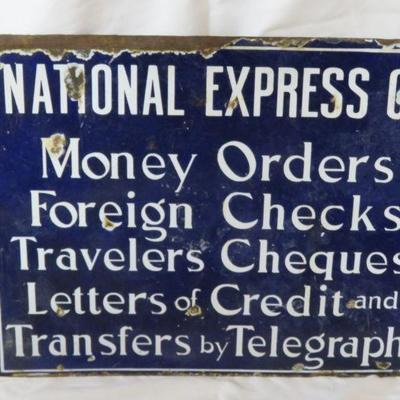 NATIONAL EXPRESS C
Money Orders
Foreign Checks
Travelers Cheques
Letters of Credit and
Transfers by Telegraph